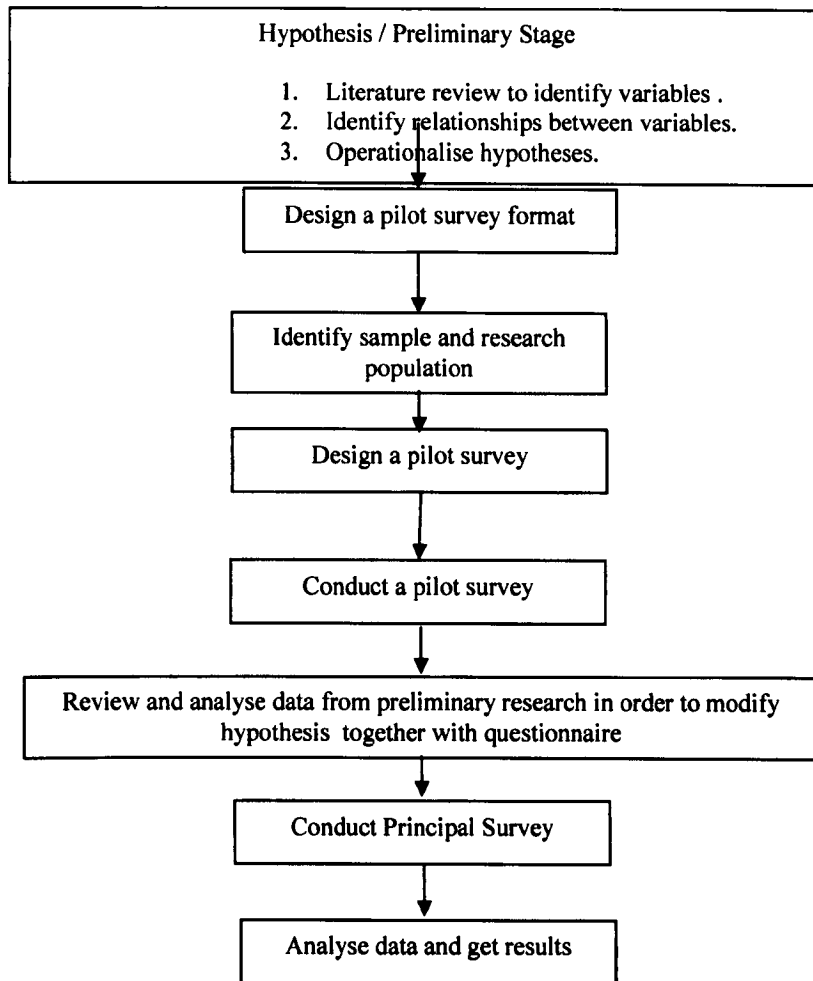 Hypothesis / Preliminary Stage
1. Literature review to identify variables .
2. Identify relationships between variables.
3. Operationalise hypotheses.
Design a pilot survey format
Identify sample and research
population
Design a pilot survey
Conduct a pilot survey
Review and analyse data from preliminary research in order to modify
hypothesis together with questionnaire
Conduct Principal Survey
Analyse data and get results